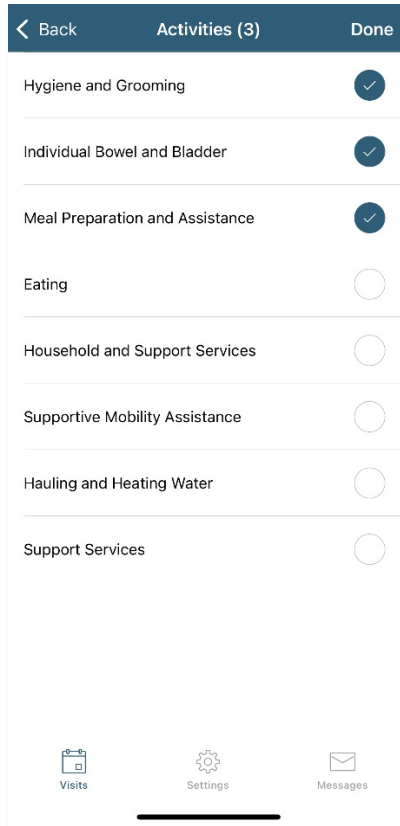 Back Activities (3) Done
Hygiene and Grooming
Individual Bowel and Bladder
Meal Preparation and Assistance
Eating
Household and Support Services
Supportive Mobility Assistance
Hauling and Heating Water
Support Services
Visits Settings Messages